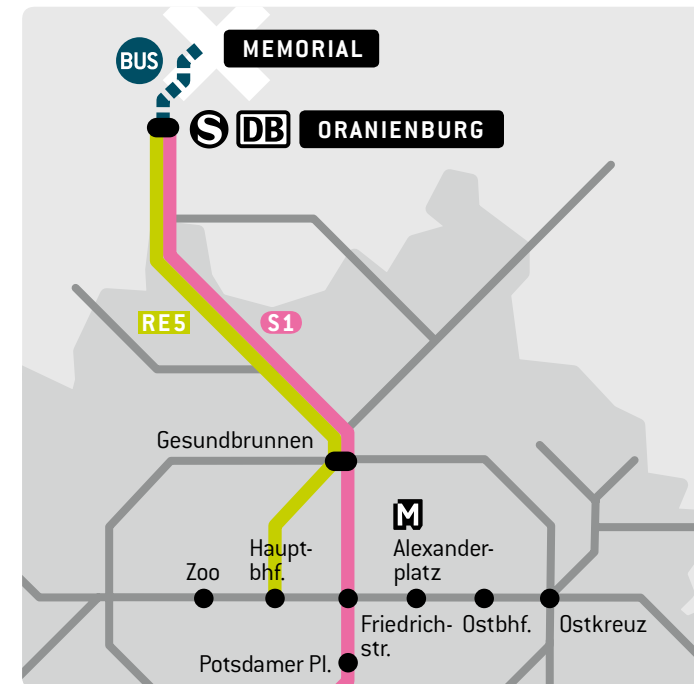 MEMORIAL
BUS
S DB ORANIENBURG
RE5 S1
Gesundbrunnen
M
Zoo
Haupt-
bhf.
Alexander-
platz
Friedrich-
str.
Ostbhf.
Ostkreuz
Potsdamer Pl.